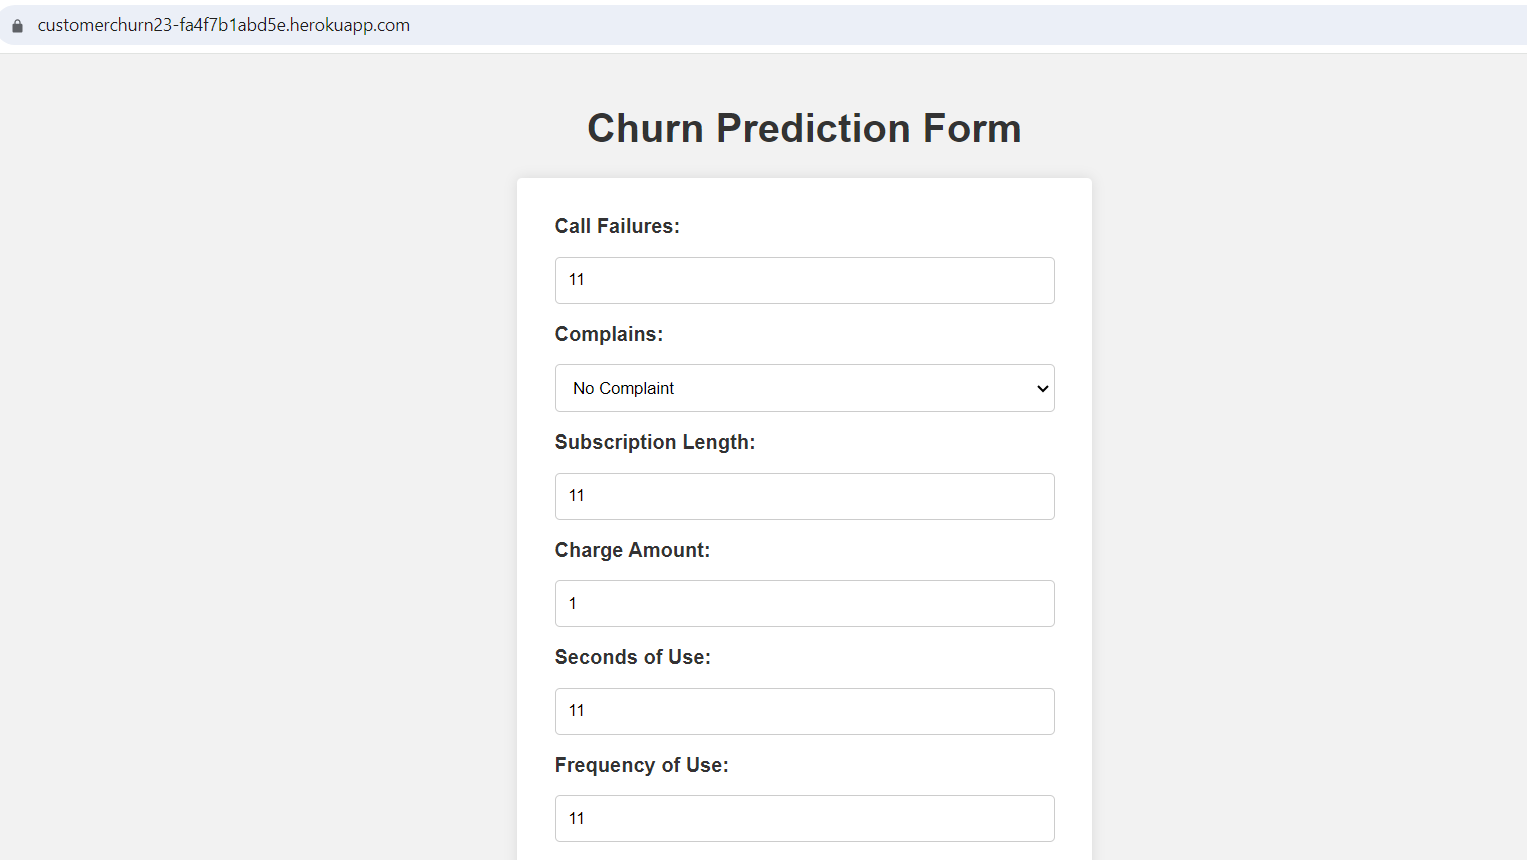 customerchurn23-fa4f7b1abd5e.herokuapp.com
Churn Prediction Form
Call Failures:
11
Complains:
No Complaint
Subscription Length:
11
Charge Amount:
1
Seconds of Use:
11
Frequency of Use:
11